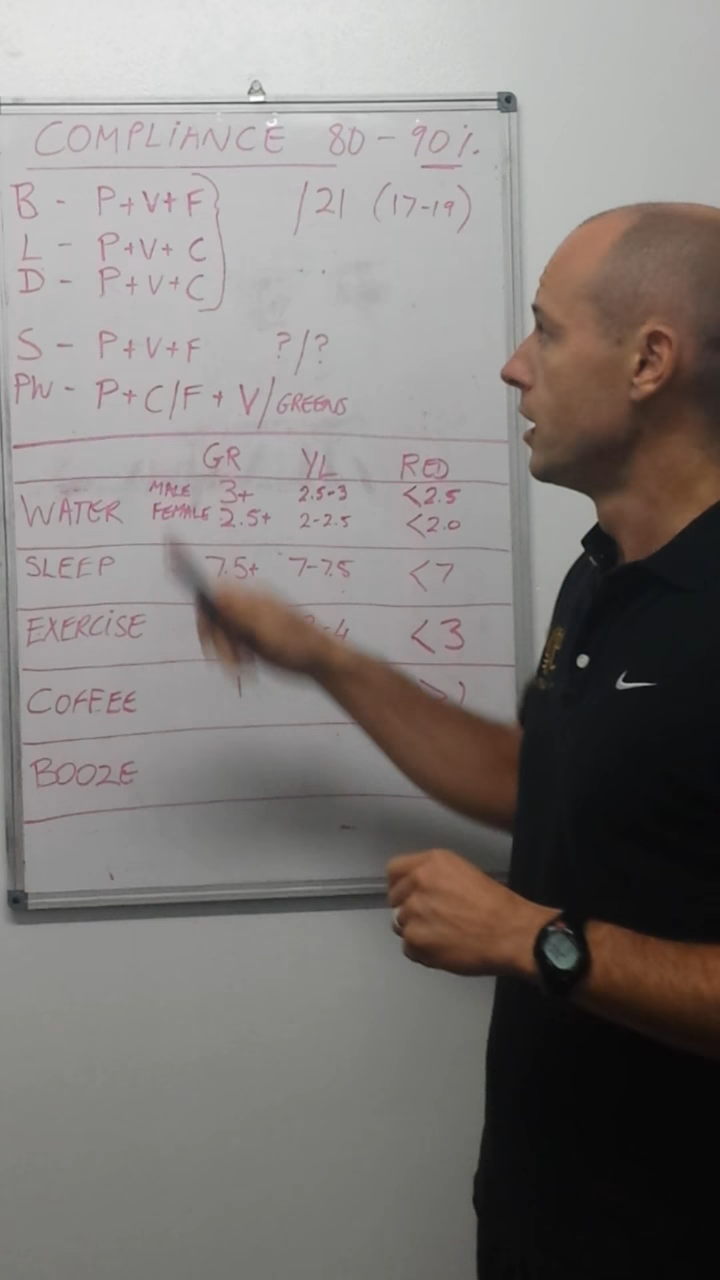 COMPLIANCE 80 - 90%
B - P+V+F /21 (17-19)
L - P+V+C
D - P+V+C
S - P+V+F ?/?
PW - P+C/F + V/GREENS
GR YL RED
WATER MALE 3+ 2.5-3 <2.5
FEMALE 2.5+ 2-2.5 <2.0
SLEEP 7.5+ 7-7.5 <7
EXERCISE -4 <3
COFFEE
BOOZE